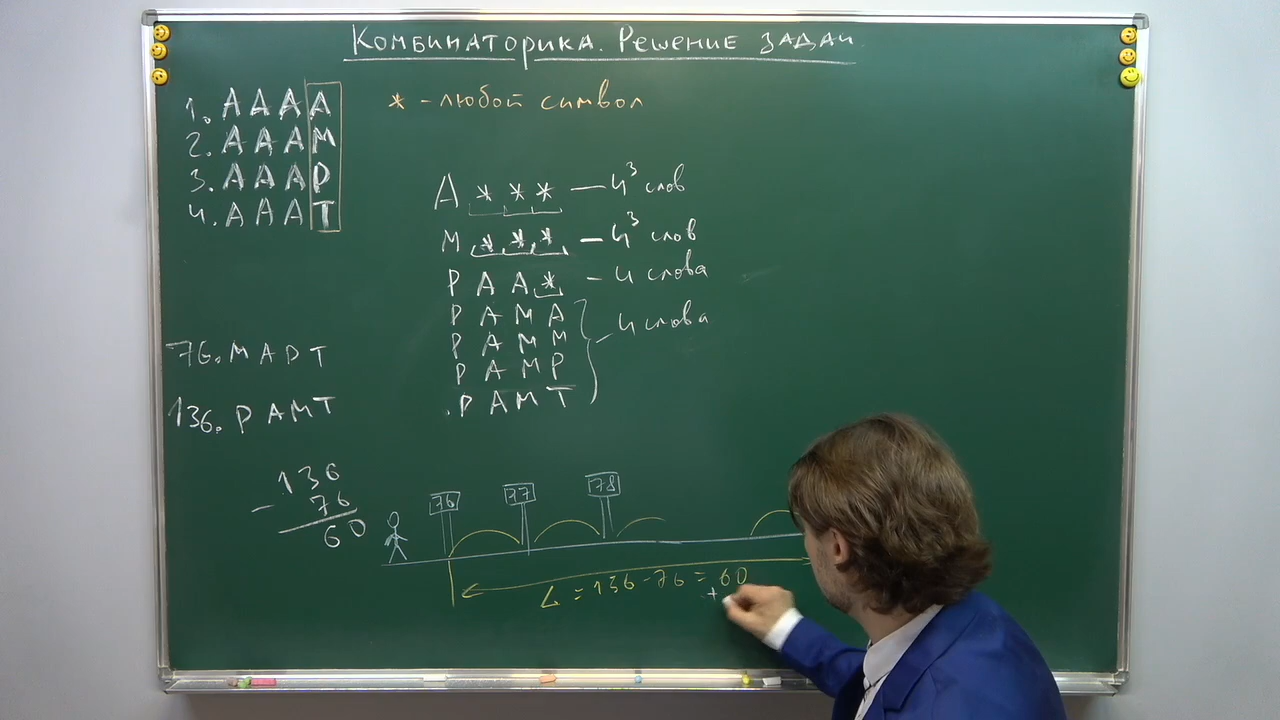 Комбинаторика. Решение задач
1. А А А А
2. А А А М
3. А А А Р
4. А А А Т
* - любой символ
А * * * — 4³ слов
М * * * — 4³ слов
Р А А * - 4 слова
Р А М А
Р А М М
Р А М Р
Р А М Т
4 слова
76. М А Р Т
136. Р А М Т
136
- 76
60
76 77 78
L = 136 - 76 = 60
+